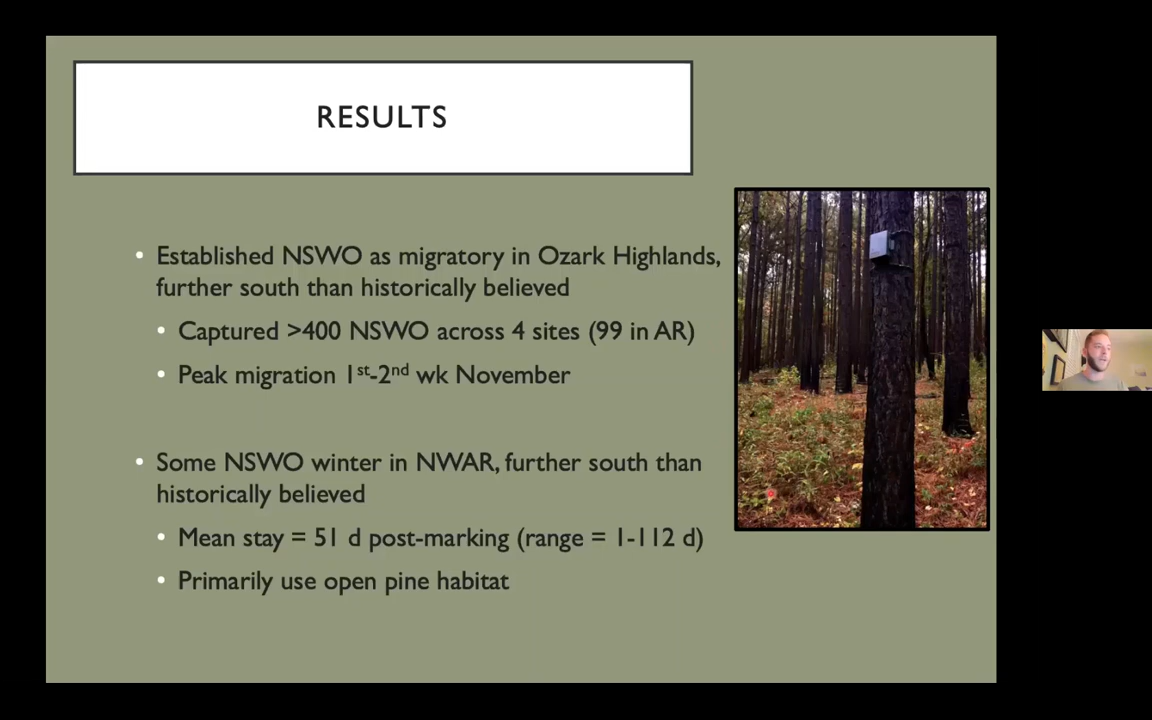 RESULTS
• Established NSWO as migratory in Ozark Highlands,
further south than historically believed
• Captured >400 NSWO across 4 sites (99 in AR)
• Peak migration 1st-2nd wk November
• Some NSWO winter in NWAR, further south than
historically believed
• Mean stay = 51 d post-marking (range = 1-112 d)
• Primarily use open pine habitat